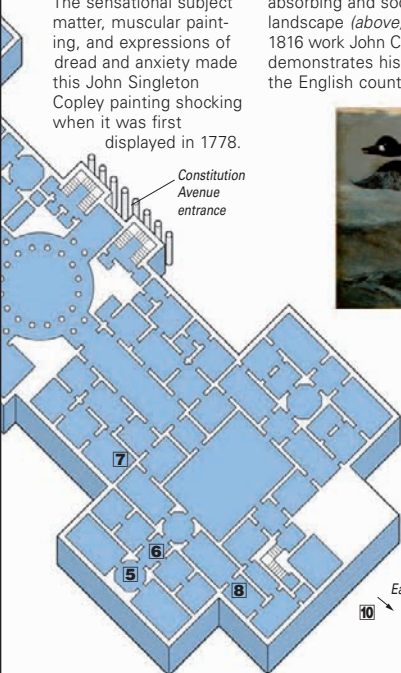 The sensational subject
matter, muscular paint-
ing, and expressions of
dread and anxiety made
this John Singleton
Copley painting shocking
when it was first
displayed in 1778.
absorbing and
landscape (above,
1816 work John C
demonstrates his
the English
Constitution
Avenue
entrance
7
6
5
8
10